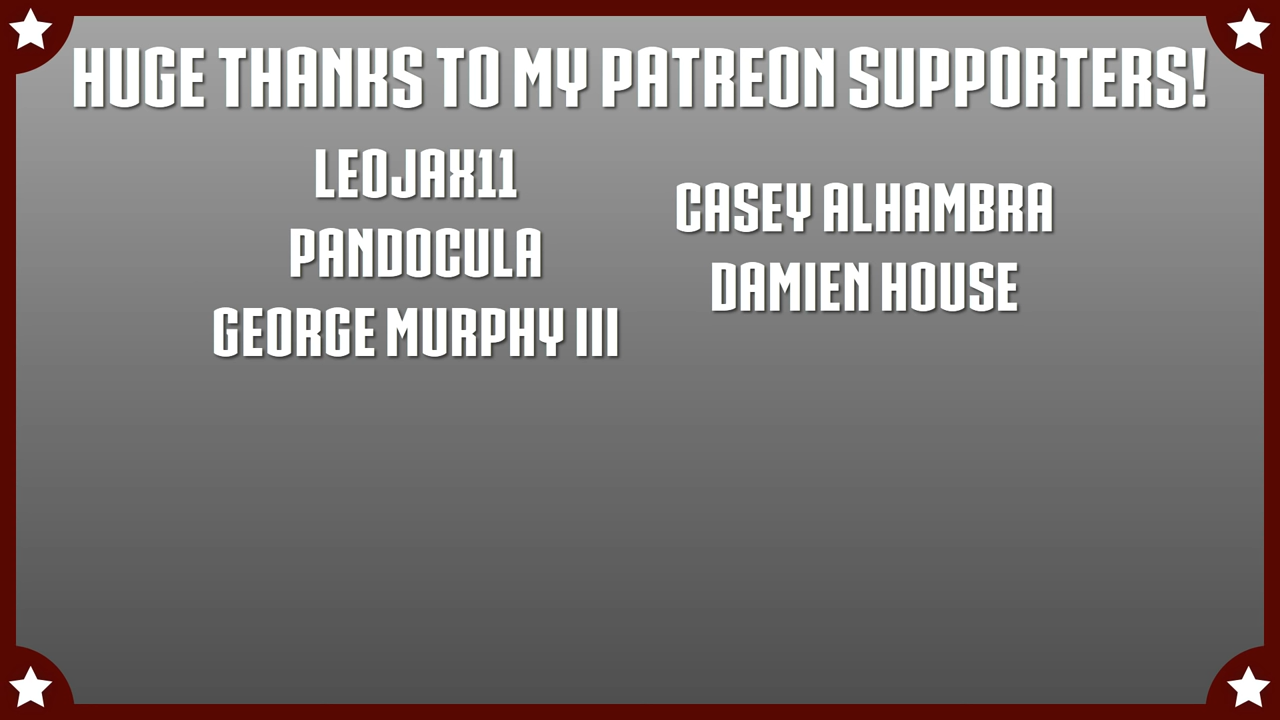 HUGE THANKS TO MY PATREON SUPPORTERS!
LEOJAX11
PANDOCULA
GEORGE MURPHY III
CASEY ALHAMBRA
DAMIEN HOUSE